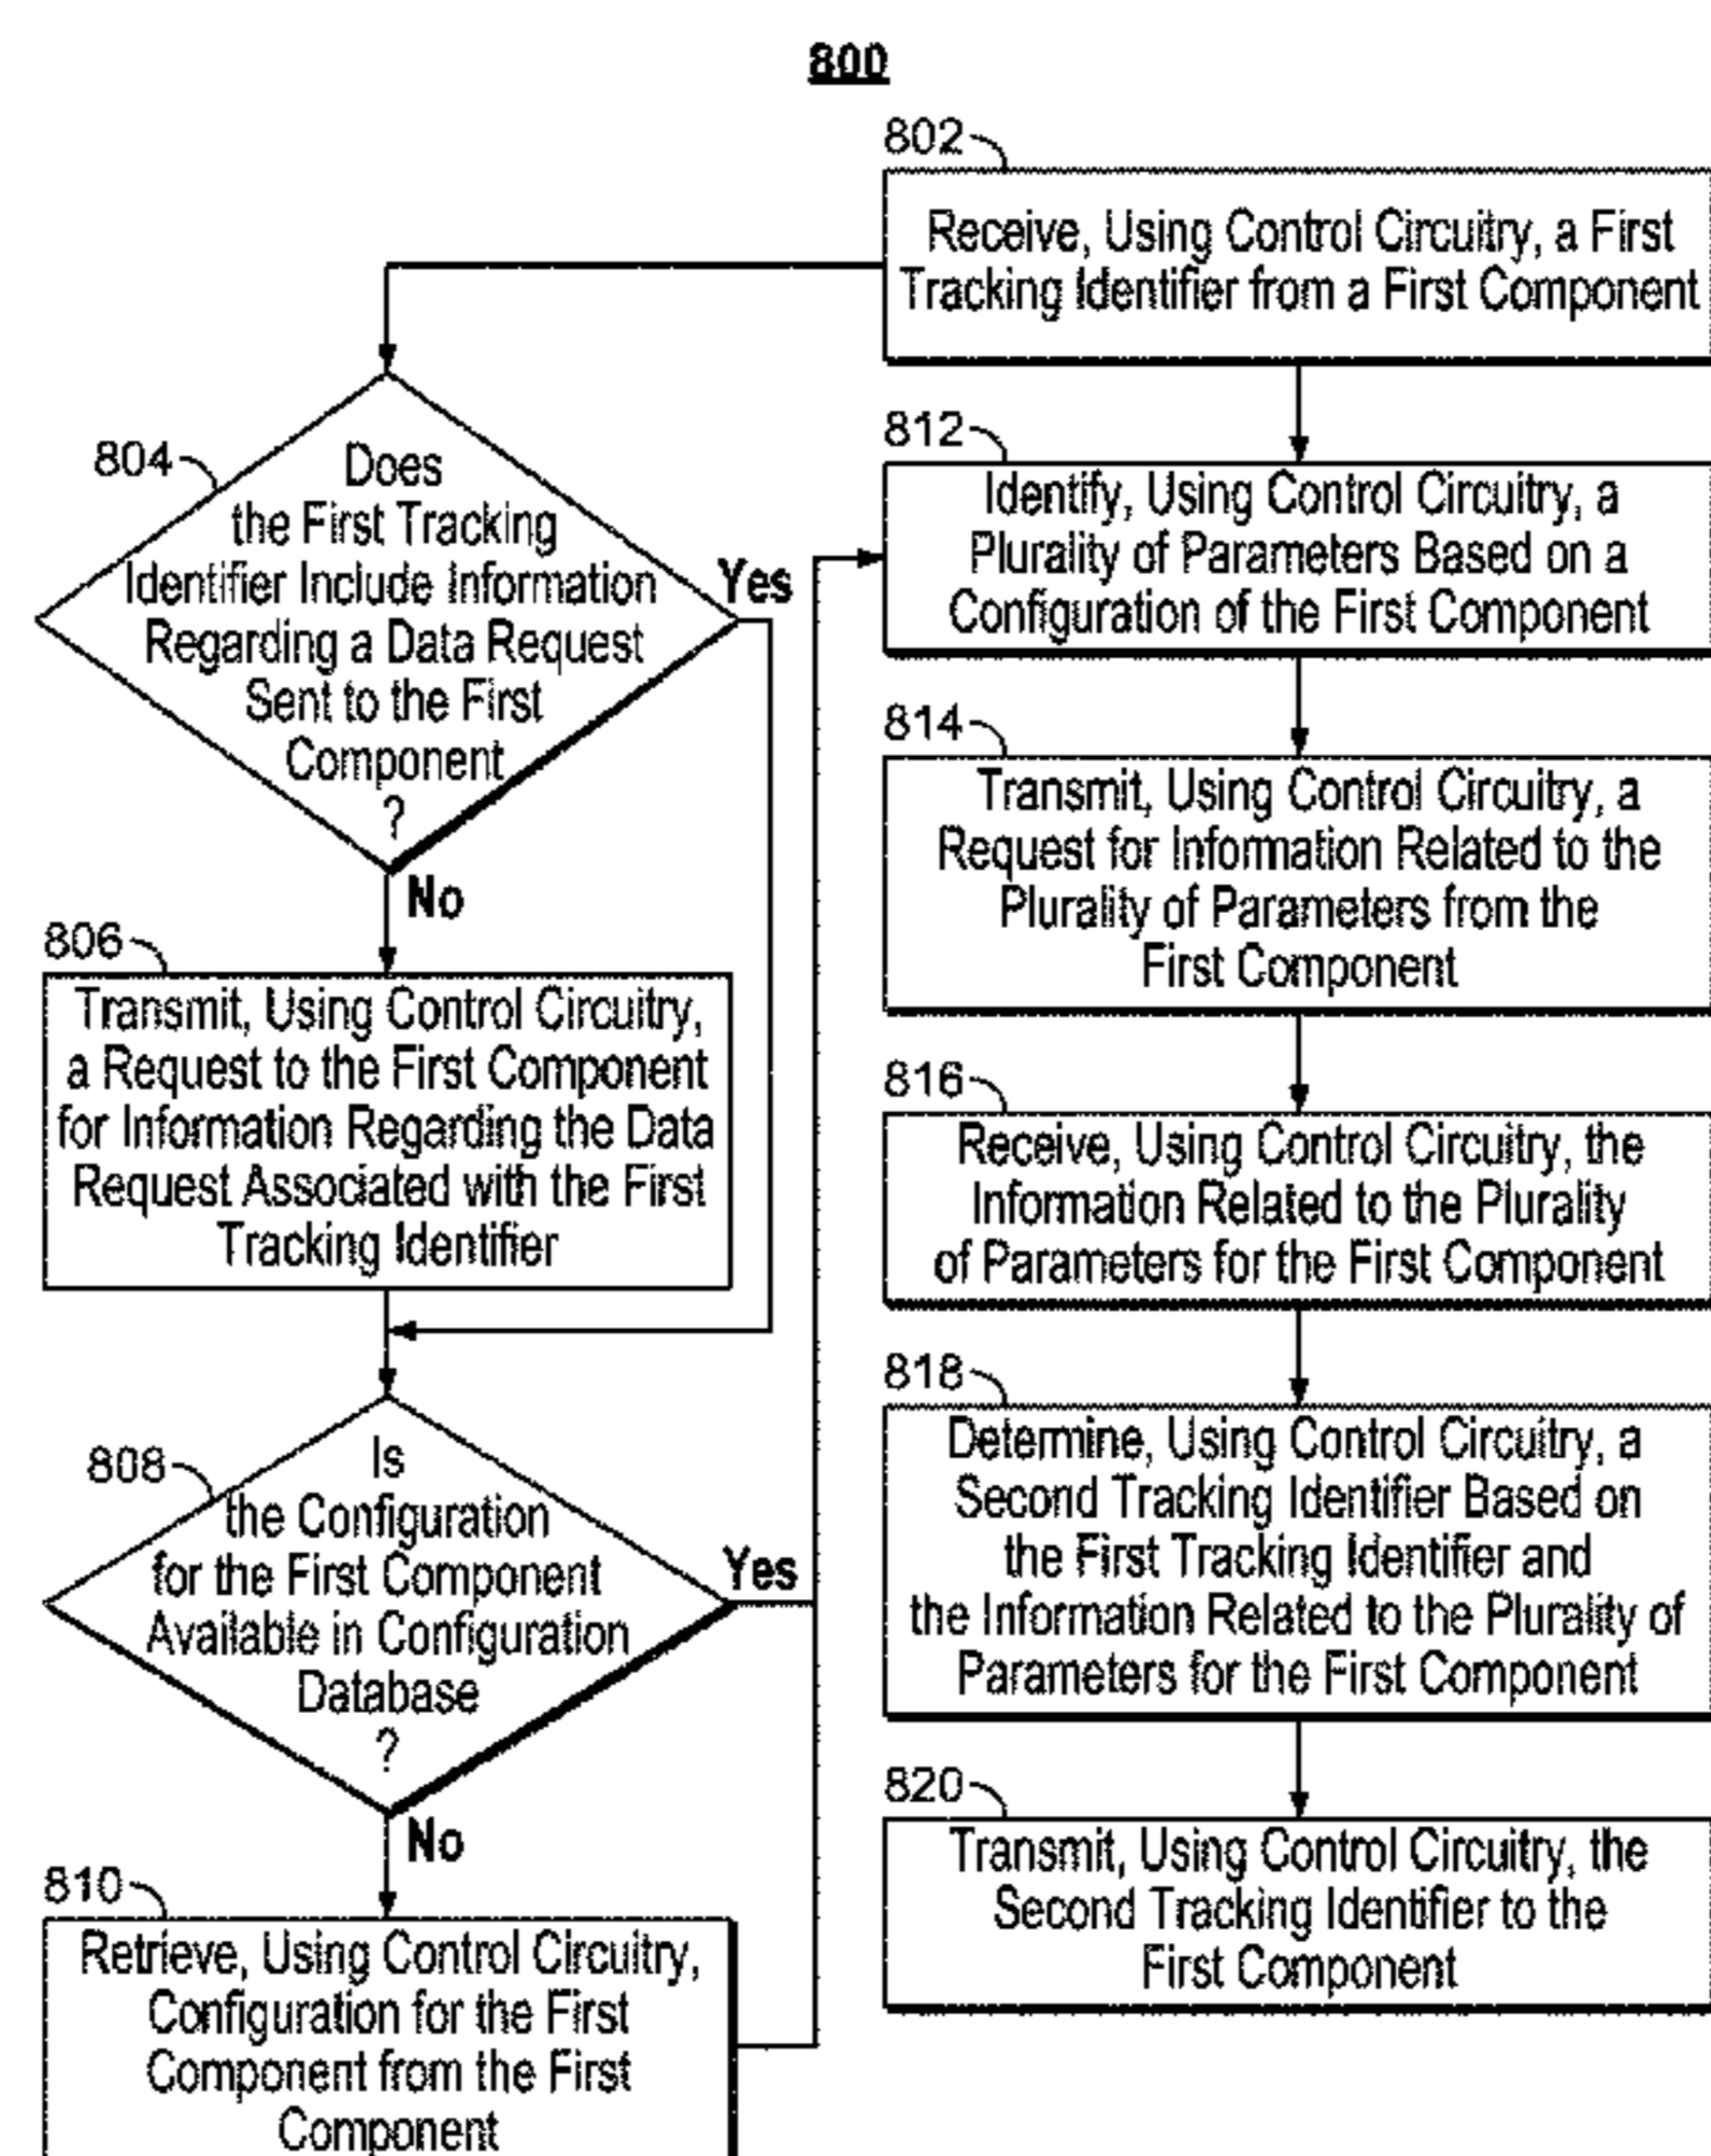 800
802
Receive, Using Control Circuitry, a First
Tracking Identifier from a First Component
804
Does
the First Tracking
Identifier Include Information
Regarding a Data Request
Sent to the First
Component
?
Yes
No
806
Transmit, Using Control Circuitry,
a Request to the First Component
for Information Regarding the Data
Request Associated with the First
Tracking Identifier
808
Is
the Configuration
for the First Component
Available in Configuration
Database
?
Yes
No
810
Retrieve, Using Control Circuitry,
Configuration for the First
Component from the First
Component
812
Identify, Using Control Circuitry, a
Plurality of Parameters Based on a
Configuration of the First Component
814
Transmit, Using Control Circuitry, a
Request for Information Related to the
Plurality of Parameters from the
First Component
816
Receive, Using Control Circuitry, the
Information Related to the Plurality
of Parameters for the First Component
818
Determine, Using Control Circuitry, a
Second Tracking Identifier Based on
the First Tracking Identifier and
the Information Related to the Plurality of
Parameters for the First Component
820
Transmit, Using Control Circuitry, the
Second Tracking Identifier to the
First Component